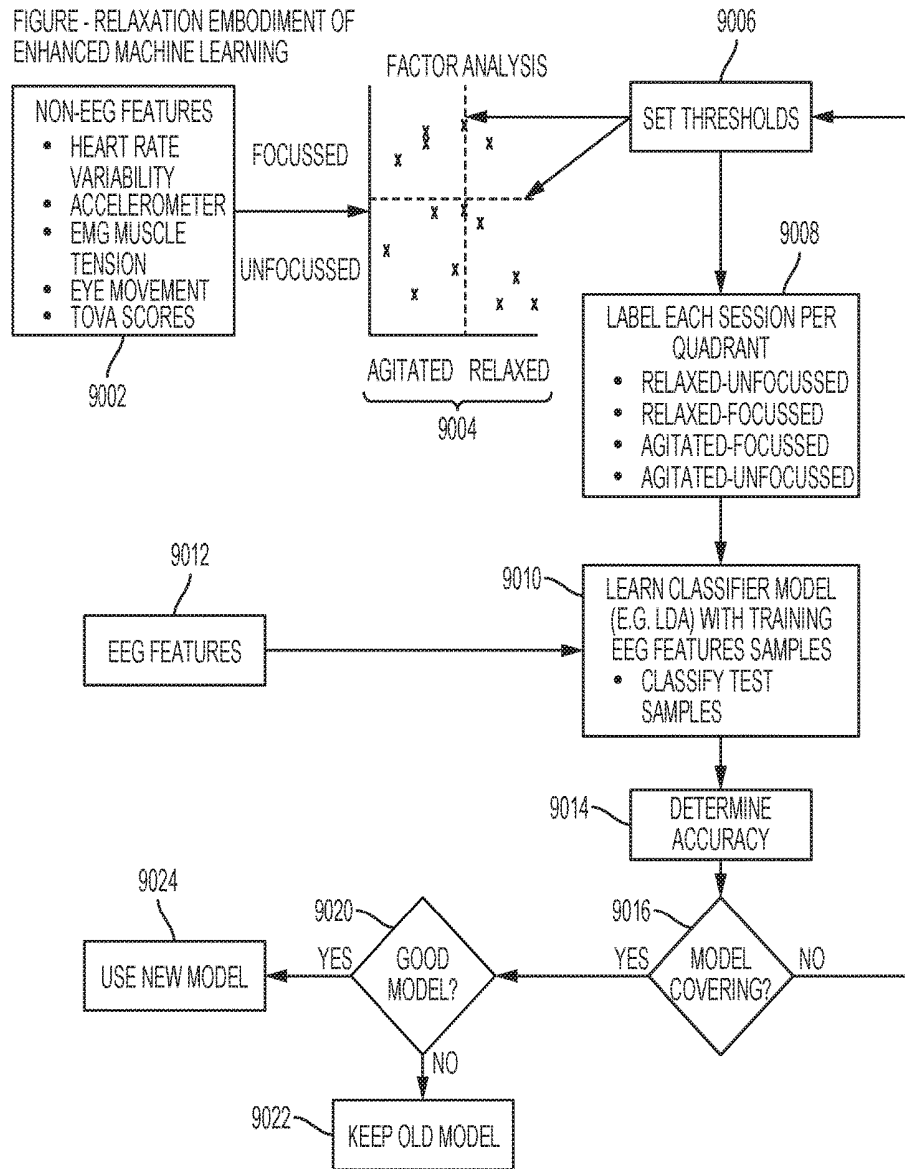 FIGURE - RELAXATION EMBODIMENT OF
ENHANCED MACHINE LEARNING
NON-EEG FEATURES
• HEART RATE
VARIABILITY
• ACCELEROMETER
• EMG MUSCLE
TENSION
• EYE MOVEMENT
• TOVA SCORES
9002
FACTOR ANALYSIS
FOCUSSED
UNFOCUSSED
AGITATED RELAXED
9004
9006
SET THRESHOLDS
9008
LABEL EACH SESSION PER
QUADRANT
• RELAXED-UNFOCUSSED
• RELAXED-FOCUSSED
• AGITATED-FOCUSSED
• AGITATED-UNFOCUSSED
9012
EEG FEATURES
9010
LEARN CLASSIFIER MODEL
(E.G. LDA) WITH TRAINING
EEG FEATURES SAMPLES
• CLASSIFY TEST
SAMPLES
9014
DETERMINE
ACCURACY
9016
MODEL
COVERING?
NO
YES
9020
GOOD
MODEL?
YES
NO
9024
USE NEW MODEL
9022
KEEP OLD MODEL